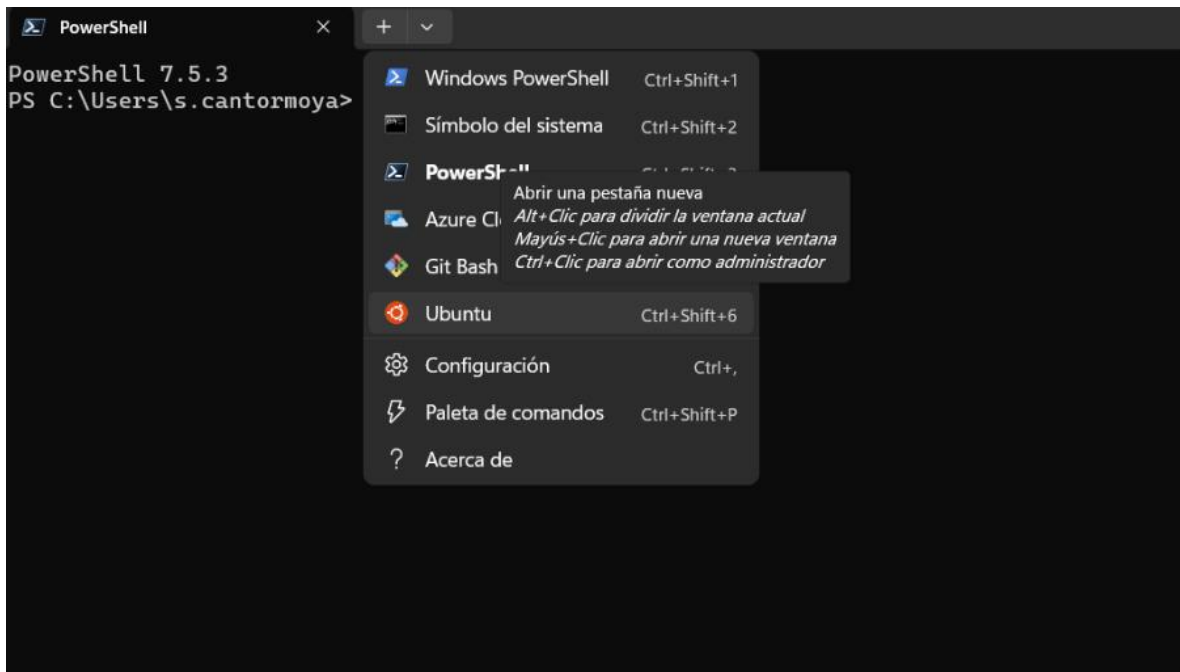 PowerShell
PowerShell 7.5.3
PS C:\Users\s.cantormoya>
Windows PowerShell Ctrl+Shift+1
Símbolo del sistema Ctrl+Shift+2
PowerShell
Abrir una pestaña nueva
Azure
Alt+Clic para dividir la ventana actual
Mayús+Clic para abrir una nueva ventana
Git Bash
Ctrl+Clic para abrir como administrador
Ubuntu Ctrl+Shift+6
Configuración Ctrl+,
Paleta de comandos Ctrl+Shift+P
Acerca de